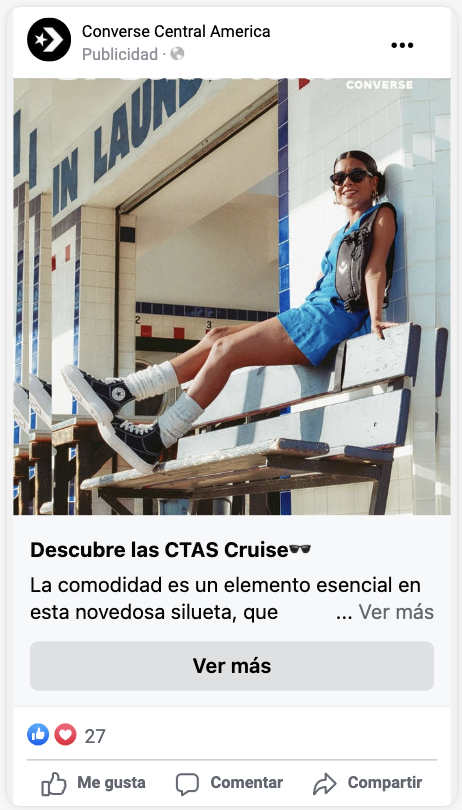 Converse Central America
Publicidad ·
CONVERSE
IN LAUND
2
3
Descubre las CTAS Cruise🕶️
La comodidad es un elemento esencial en
esta novedosa silueta, que ... Ver más
Ver más
27
Me gusta Comentar Compartir